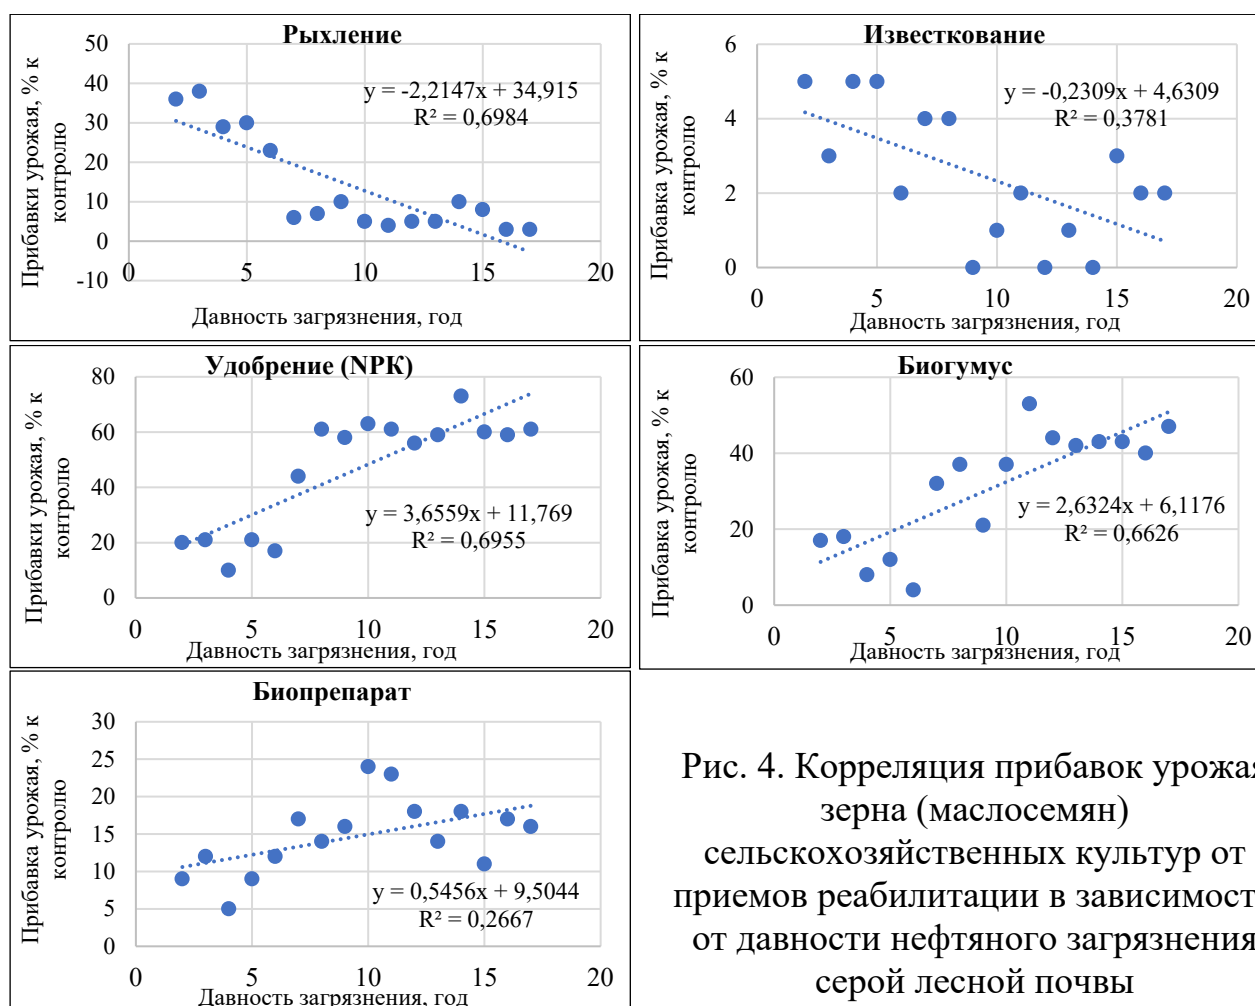 Рыхление
Прибавки урожая, % к
контролю
50
40
30
20
10
0
-10
y = -2,2147x + 34,915
R² = 0,6984
0 5 10 15 20
Давность загрязнения, год
Известкование
Прибавка урожая, % к
контролю
6
4
2
0
y = -0,2309x + 4,6309
R² = 0,3781
0 5 10 15 20
Давность загрязнения, год
Удобрение (NPK)
Прибавки урожая, % к
контролю
80
60
40
20
0
y = 3,6559x + 11,769
R² = 0,6955
0 5 10 15 20
Давность загрязнения, год
Биогумус
Прибавка урожая, % к
контролю
60
40
20
0
y = 2,6324x + 6,1176
R² = 0,6626
0 5 10 15 20
Давность загрязнения, год
Биопрепарат
Прибавка урожая, % к
контролю
30
25
20
15
10
5
0
y = 0,5456x + 9,5044
R² = 0,2667
0 5 10 15 20
Давность загрязнения, год
Рис. 4. Корреляция прибавок урожая
зерна (маслосемян)
сельскохозяйственных культур от
приемов реабилитации в зависимост
от давности нефтяного загрязнения
серой лесной почвы